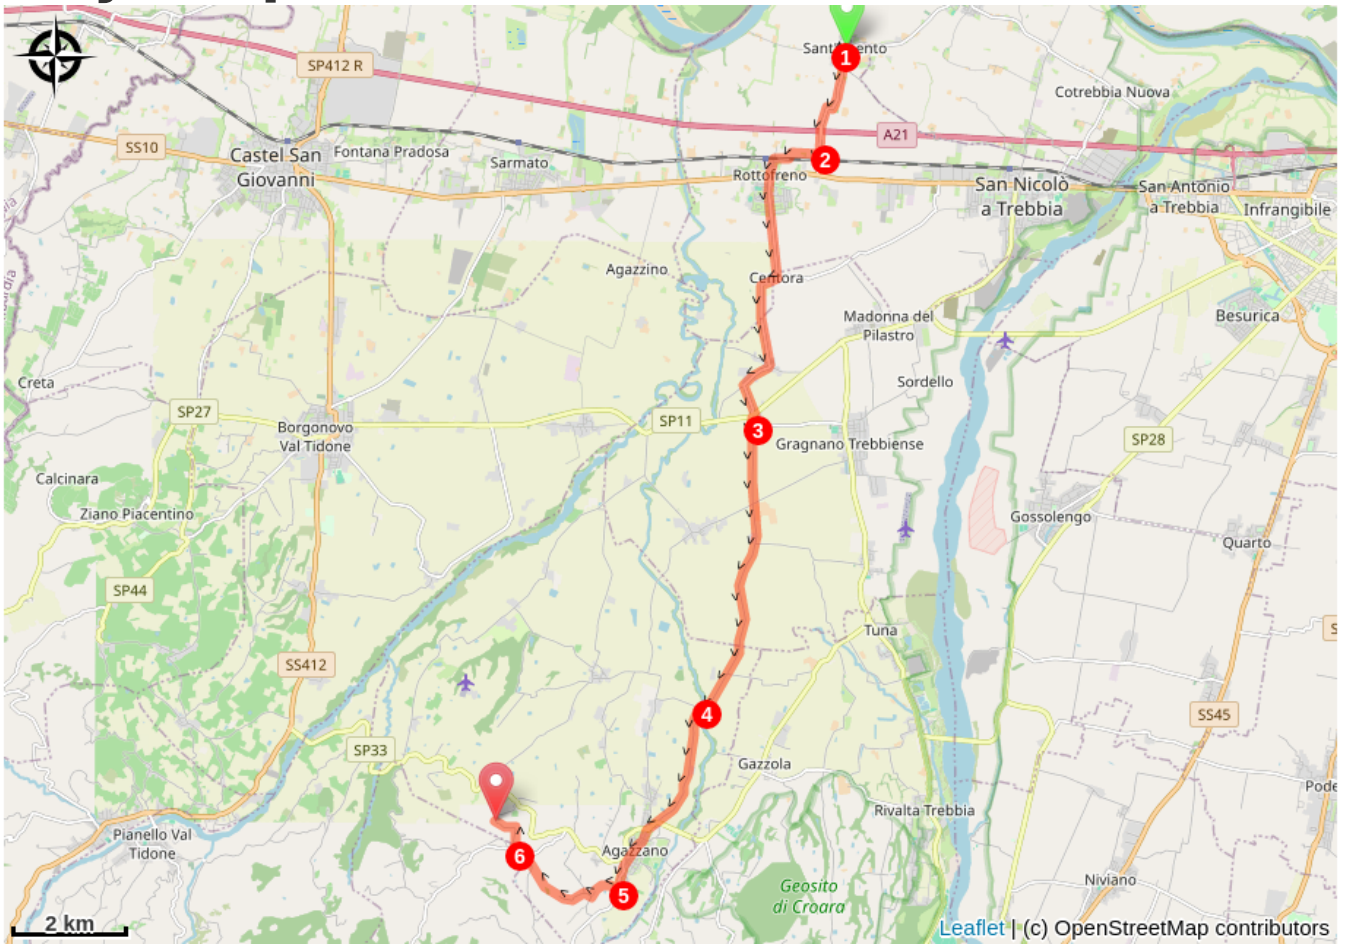 Sant'Imento
1
SP412 R
Cotrebbia Nuova
A21
SS10
Castel San
Giovanni
Fontana Pradosa
Sarmato
2
Rottofreno
San Nicolò
a Trebbia
San Antonio
a Trebbia
Infrangibile
Agazzino
Centora
Madonna del
Pilastro
Besurica
Creta
Sordello
SP27
SP11
Borgonovo
Val Tidone
3
Gragnano Trebbiense
SP28
Calcinara
Ziano Piacentino
Gossolengo
Quarto
SP44
Tuna
SS412
4
SS45
SP33
Gazzola
Rivalta Trebbia
Pianello Val
Tidone
6
Agazzano
5
Geosito
di Croara
Niviano
2 km
Leaflet | (c) OpenStreetMap contributors